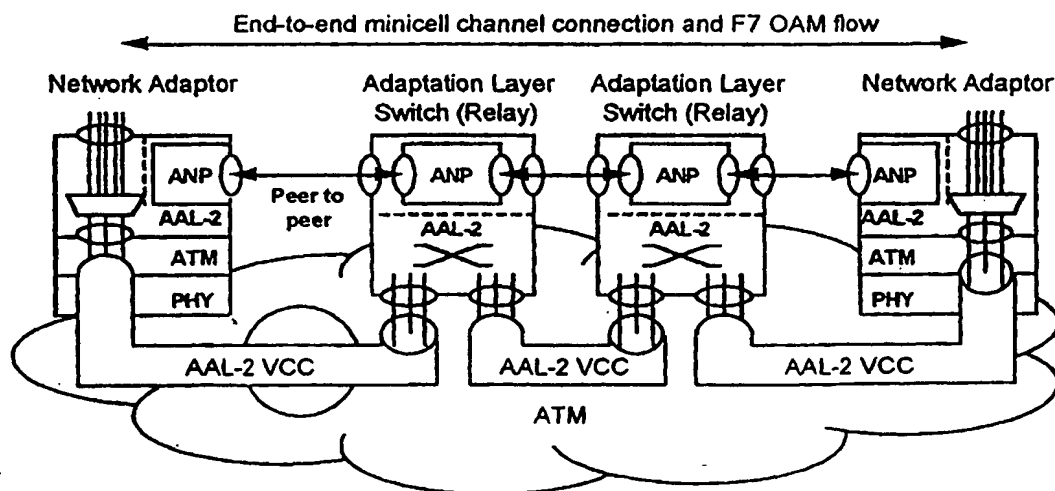 End-to-end minicell channel connection and F7 OAM flow
Network Adaptor
Adaptation Layer
Switch (Relay)
Adaptation Layer
Switch (Relay)
Network Adaptor
ANP
ANP
ANP
ANP
Peer to
peer
AAL-2
AAL-2
AAL-2
AAL-2
ATM
ATM
PHY
PHY
AAL-2 VCC
AAL-2 VCC
AAL-2 VCC
ATM